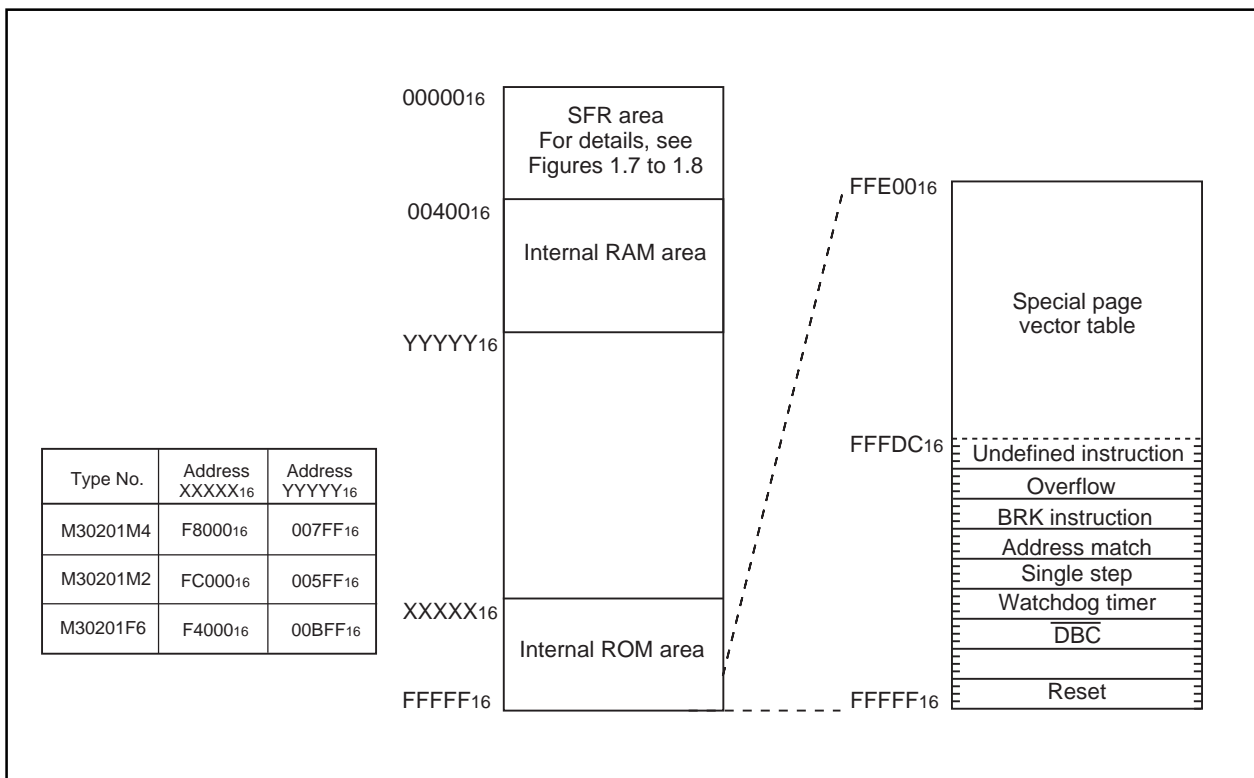 0000016
SFR area
For details, see
Figures 1.7 to 1.8
0040016
Internal RAM area
YYYYY16
XXXXX16
Internal ROM area
FFFFF16
FFE0016
Special page
vector table
FFFDC16
Undefined instruction
Overflow
BRK instruction
Address match
Single step
Watchdog timer
DBC
Reset
FFFFF16
Type No.
Address
XXXXX16
Address
YYYYY16
M30201M4
F800016
007FF16
M30201M2
FC00016
005FF16
M30201F6
F400016
00BFF16